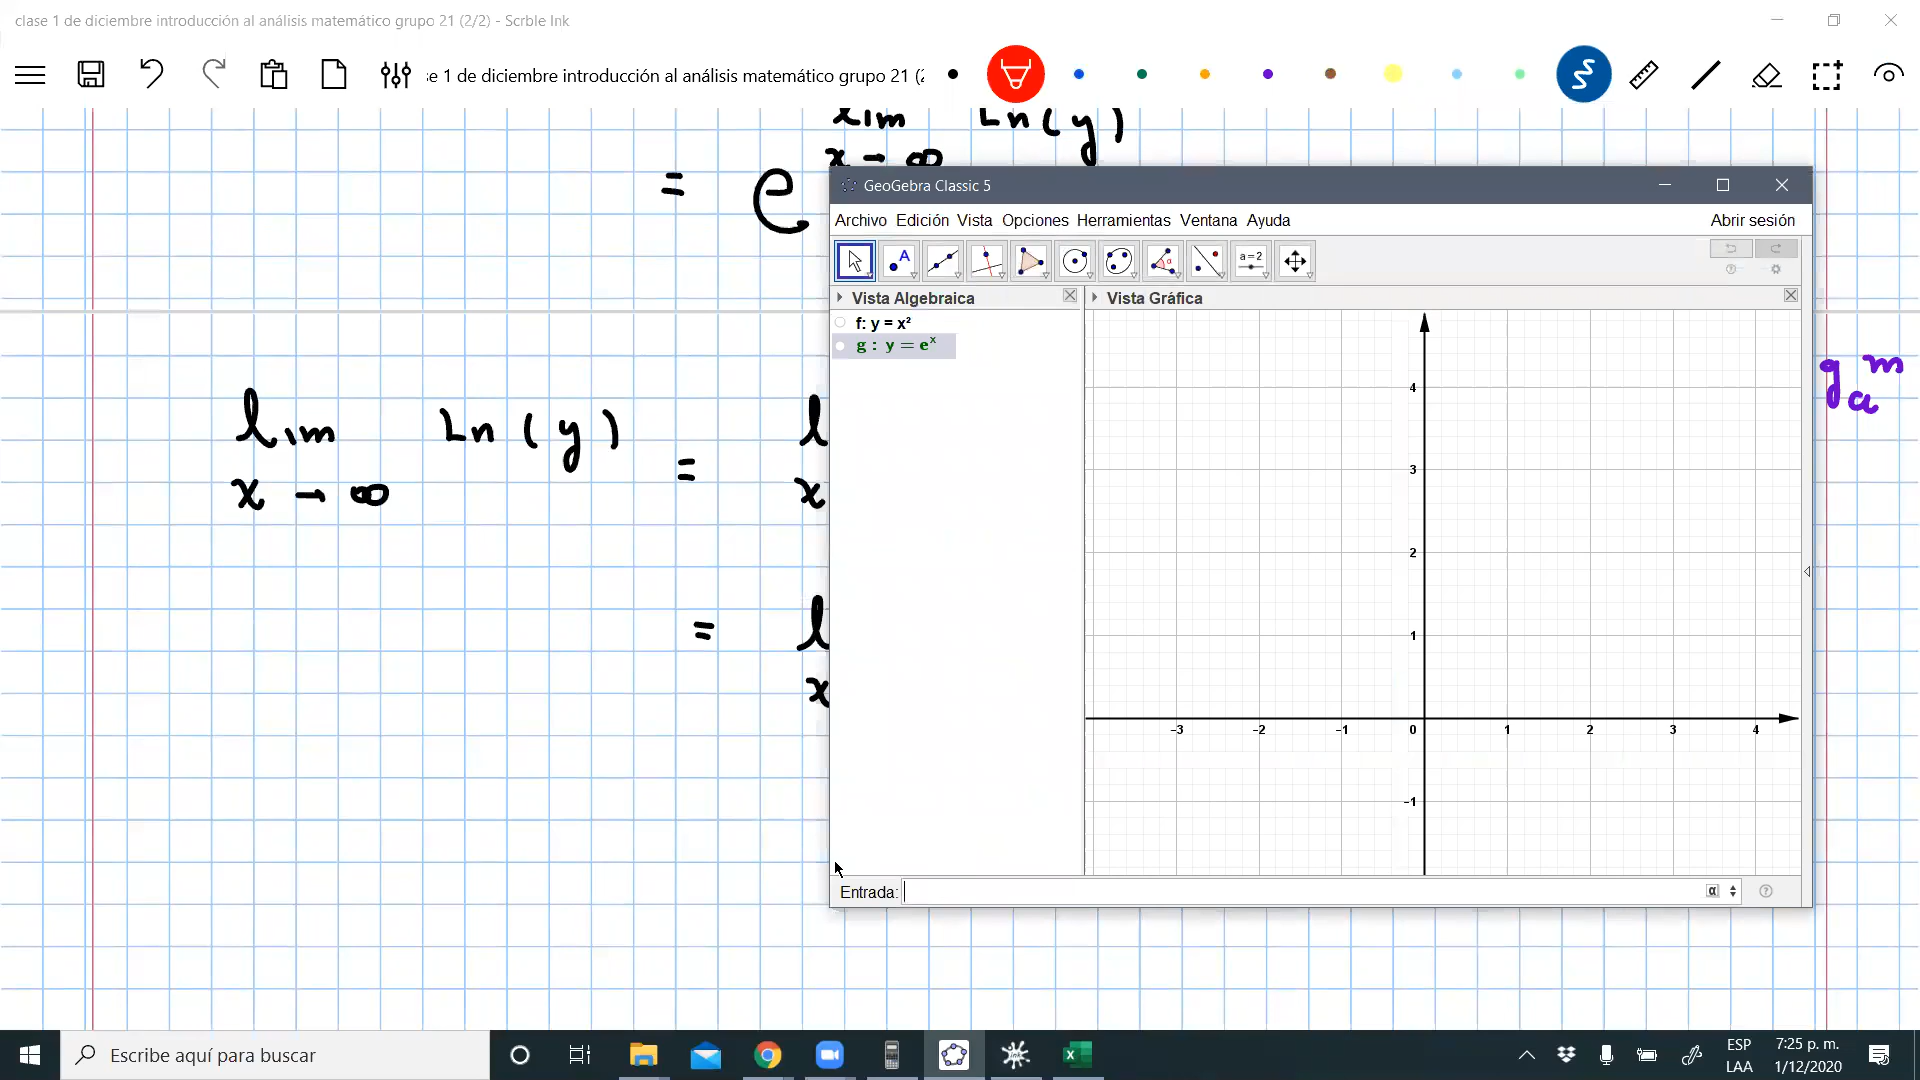 clase 1 de diciembre introducción al análisis matemático grupo 21 (2/2) - Scrble Ink
se 1 de diciembre introducción al análisis matemático grupo 21 (2
lim Ln(y)
x → ∞
= e
GeoGebra Classic 5
Archivo Edición Vista Opciones Herramientas Ventana Ayuda
Abrir sesión
A
α
a=2
Vista Algebraica
Vista Gráfica
f: y = x²
g : y = eˣ
4
3
2
1
-3 -2 -1 0 1 2 3 4
-1
Entrada:
α
lim Ln(y) = l
x → ∞ x
= l
x
g a m
Escribe aquí para buscar
ESP
LAA
7:25 p. m.
1/12/2020